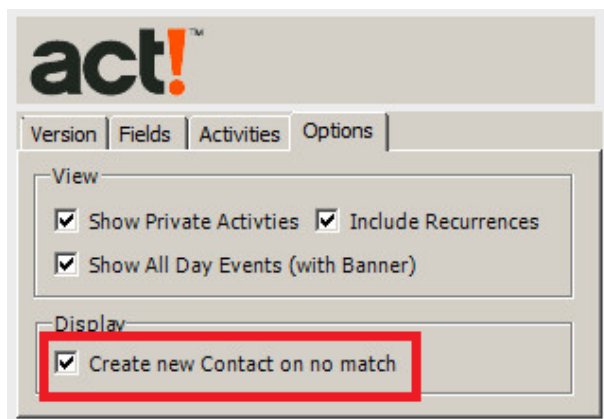 act!™
Version Fields Activities Options
View
Show Private Activties Include Recurrences
Show All Day Events (with Banner)
Display
Create new Contact on no match